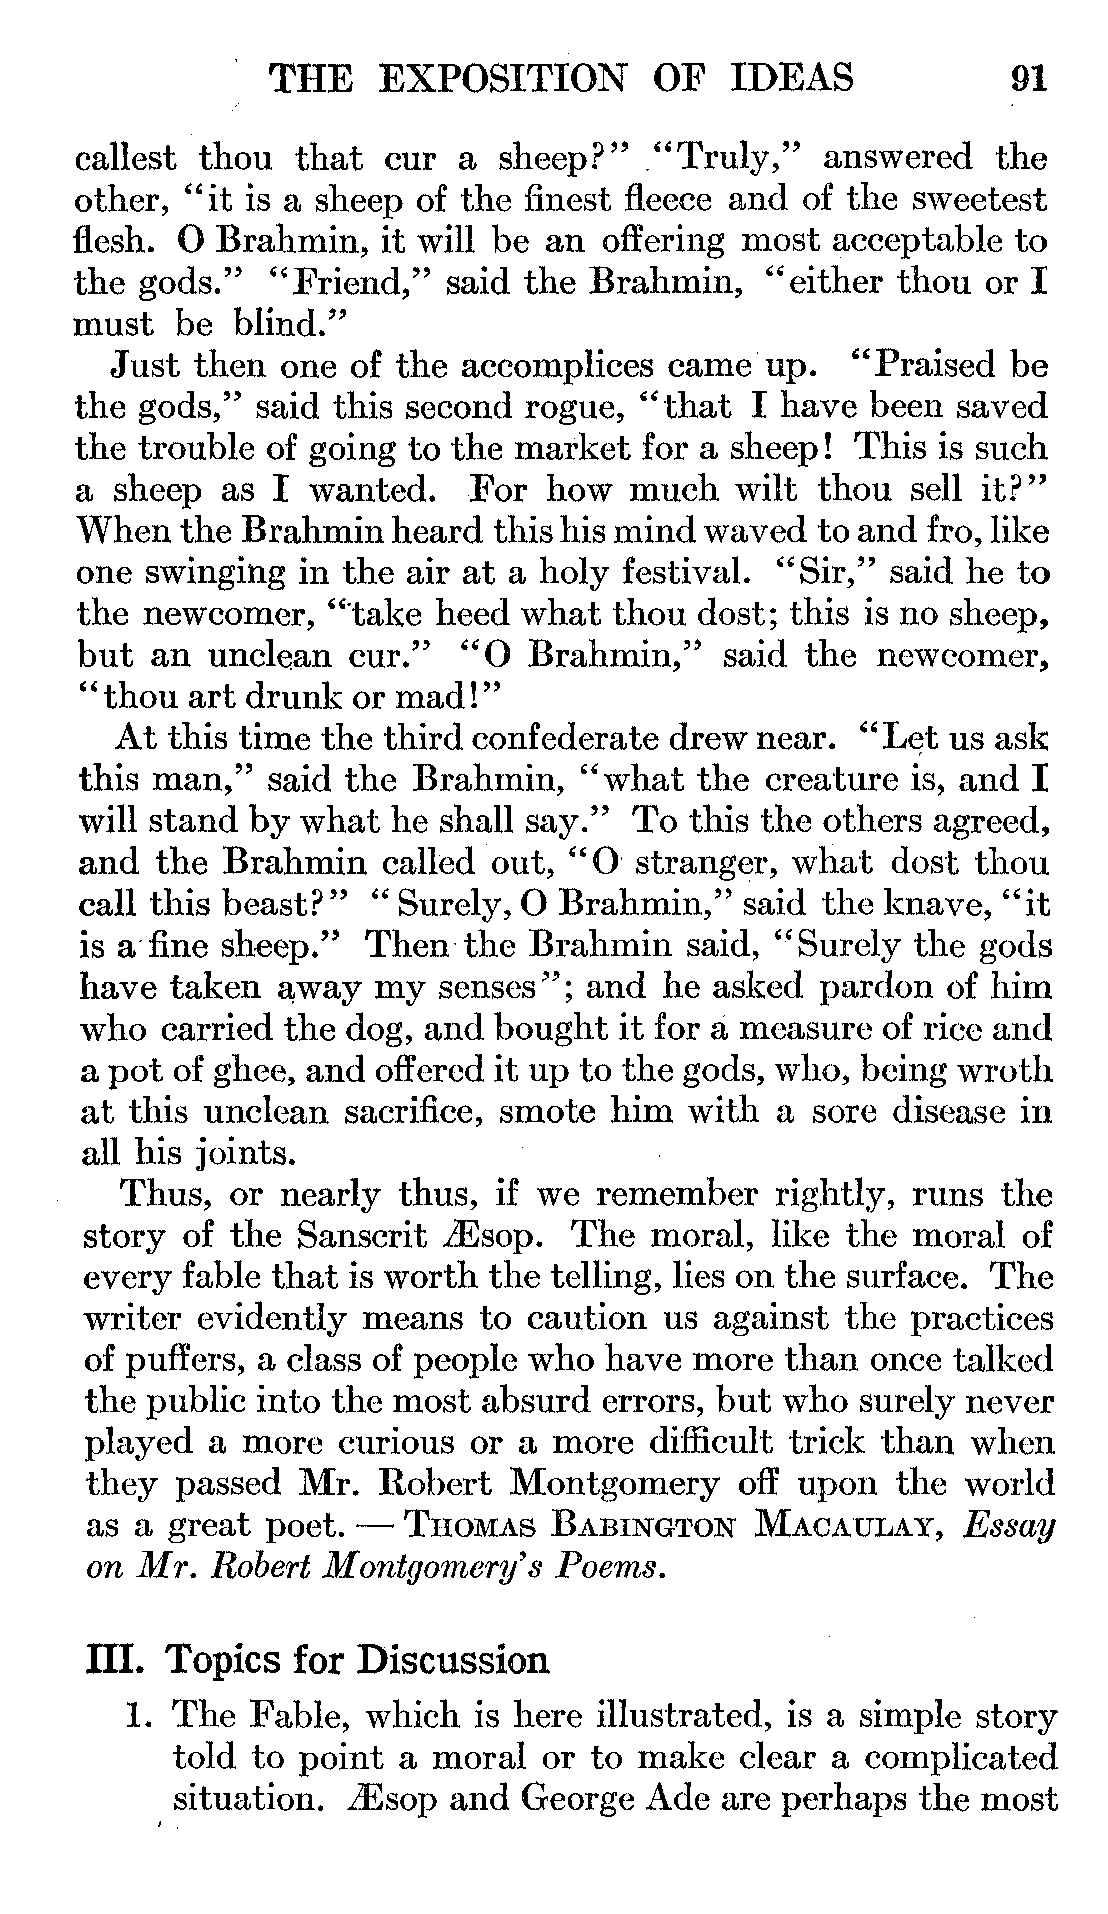 THE EXPOSITION OF IDEAS 91
callest thou that cur a sheep?” “Truly,” answered the
other, “it is a sheep of the finest fleece and of the sweetest
flesh. O Brahmin, it will be an offering most acceptable to
the gods.” “Friend,” said the Brahmin, “either thou or I
must be blind.”
Just then one of the accomplices came up. “Praised be
the gods,” said this second rogue, “that I have been saved
the trouble of going to the market for a sheep! This is such
a sheep as I wanted. For how much wilt thou sell it?”
When the Brahmin heard this his mind waved to and fro, like
one swinging in the air at a holy festival. “Sir,” said he to
the newcomer, “take heed what thou dost; this is no sheep,
but an unclean cur.” “O Brahmin,” said the newcomer,
“thou art drunk or mad!”
At this time the third confederate drew near. “Let us ask
this man,” said the Brahmin, “what the creature is, and I
will stand by what he shall say.” To this the others agreed,
and the Brahmin called out, “O stranger, what dost thou
call this beast?” “Surely, O Brahmin,” said the knave, “it
is a fine sheep.” Then the Brahmin said, “Surely the gods
have taken away my senses”; and he asked pardon of him
who carried the dog, and bought it for a measure of rice and
a pot of ghee, and offered it up to the gods, who, being wroth
at this unclean sacrifice, smote him with a sore disease in
all his joints.
Thus, or nearly thus, if we remember rightly, runs the
story of the Sanscrit Æsop. The moral, like the moral of
every fable that is worth the telling, lies on the surface. The
writer evidently means to caution us against the practices
of puffers, a class of people who have more than once talked
the public into the most absurd errors, but who surely never
played a more curious or a more difficult trick than when
they passed Mr. Robert Montgomery off upon the world
as a great poet. — THOMAS BABINGTON MACAULAY, Essay
on Mr. Robert Montgomery’s Poems.
III. Topics for Discussion
1. The Fable, which is here illustrated, is a simple story
told to point a moral or to make clear a complicated
situation. Æsop and George Ade are perhaps the most